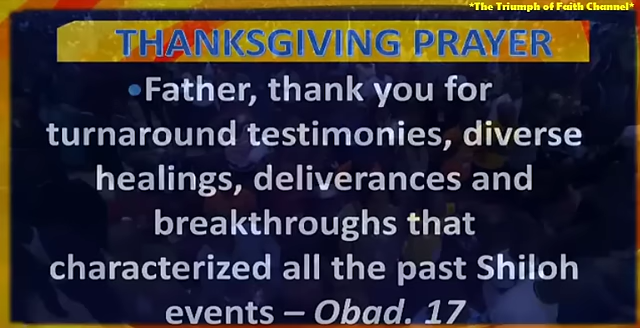 *The Triumph of Faith Channel*
THANKSGIVING PRAYER
•Father, thank you for
turnaround testimonies, diverse
healings, deliverances and
breakthroughs that
characterized all the past Shiloh
events – Obad. 17